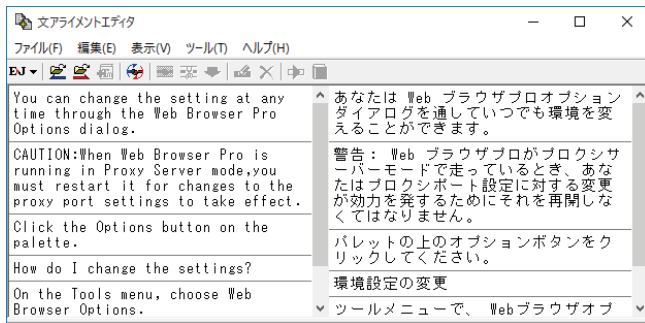 文アライメントエディタ
ファイル(F) 編集(E) 表示(V) ツール(T) ヘルプ(H)
EJ
You can change the setting at any
time through the Web Browser Pro
Options dialog.
CAUTION:When Web Browser Pro is
running in Proxy Server mode,you
must restart it for changes to the
proxy port settings to take effect.
Click the Options button on the
palette.
How do I change the settings?
On the Tools menu, choose Web
Browser Options.
あなたは Web ブラウザプロオプション
ダイアログを通していつでも環境を変
えることができます。
警告： Web ブラウザプロがプロクシサ
ーバーモードで走っているとき、あな
たはプロクシポート設定に対する変更
が効力を発するためにそれを再開しな
くてはなりません。
パレットの上のオプションボタンをク
リックしてください。
環境設定の変更
ツールメニューで、 Webブラウザオプ